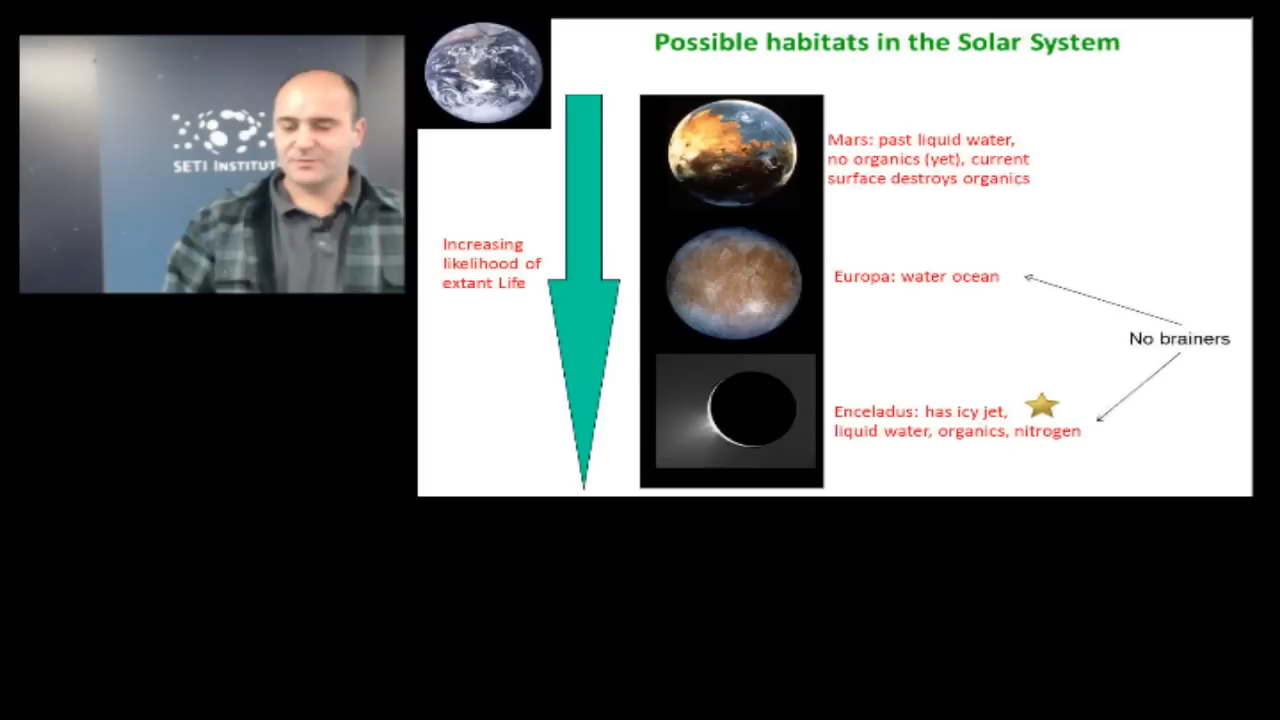 SETI INSTITUT
Possible habitats in the Solar System
Increasing
likelihood of
extant Life
Mars: past liquid water,
no organics (yet), current
surface destroys organics
Europa: water ocean
No brainers
Enceladus: has icy jet,
liquid water, organics, nitrogen